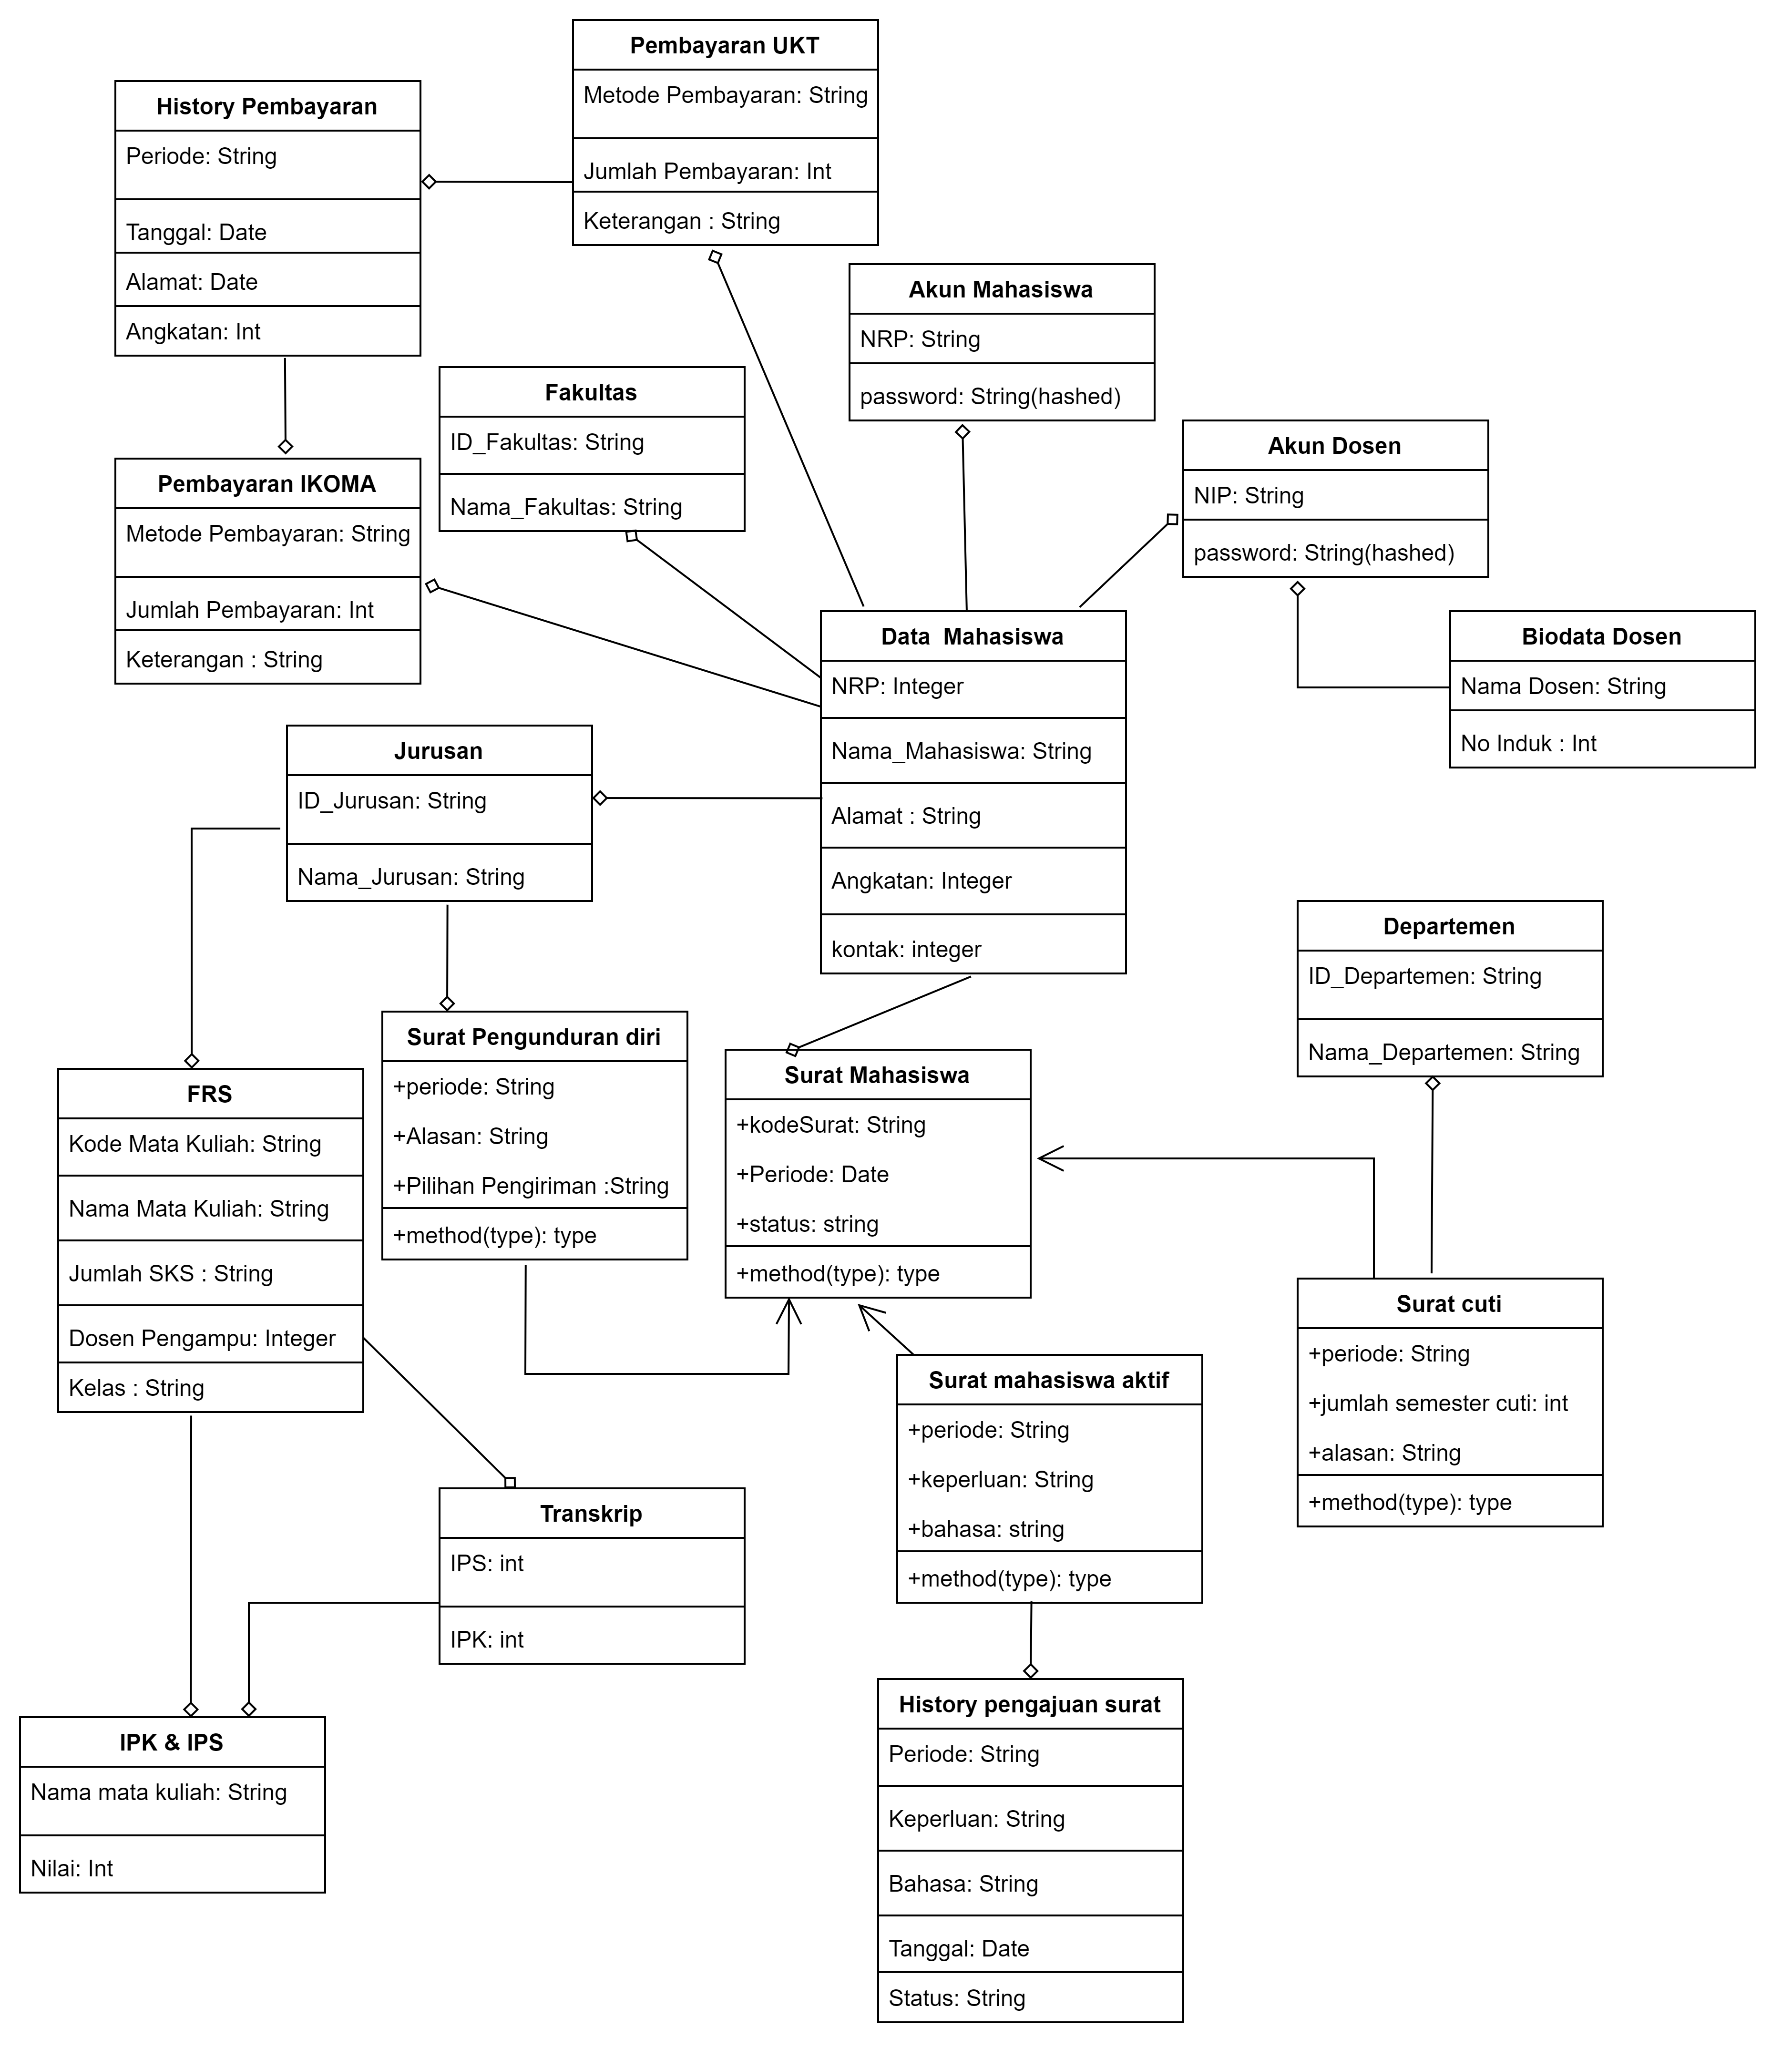 Pembayaran UKT
Metode Pembayaran: String
Jumlah Pembayaran: Int
Keterangan : String
History Pembayaran
Periode: String
Tanggal: Date
Alamat: Date
Angkatan: Int
Akun Mahasiswa
NRP: String
password: String(hashed)
Fakultas
ID_Fakultas: String
Nama_Fakultas: String
Akun Dosen
NIP: String
password: String(hashed)
Pembayaran IKOMA
Metode Pembayaran: String
Jumlah Pembayaran: Int
Keterangan : String
Data  Mahasiswa
NRP: Integer
Nama_Mahasiswa: String
Alamat : String
Angkatan: Integer
kontak: integer
Biodata Dosen
Nama Dosen: String
No Induk : Int
Jurusan
ID_Jurusan: String
Nama_Jurusan: String
Departemen
ID_Departemen: String
Nama_Departemen: String
Surat Pengunduran diri
+periode: String
+Alasan: String
+Pilihan Pengiriman :String
+method(type): type
Surat Mahasiswa
+kodeSurat: String
+Periode: Date
+status: string
+method(type): type
FRS
Kode Mata Kuliah: String
Nama Mata Kuliah: String
Jumlah SKS : String
Dosen Pengampu: Integer
Kelas : String
Surat cuti
+periode: String
+jumlah semester cuti: int
+alasan: String
+method(type): type
Surat mahasiswa aktif
+periode: String
+keperluan: String
+bahasa: string
+method(type): type
Transkrip
IPS: int
IPK: int
History pengajuan surat
Periode: String
Keperluan: String
Bahasa: String
Tanggal: Date
Status: String
IPK & IPS
Nama mata kuliah: String
Nilai: Int